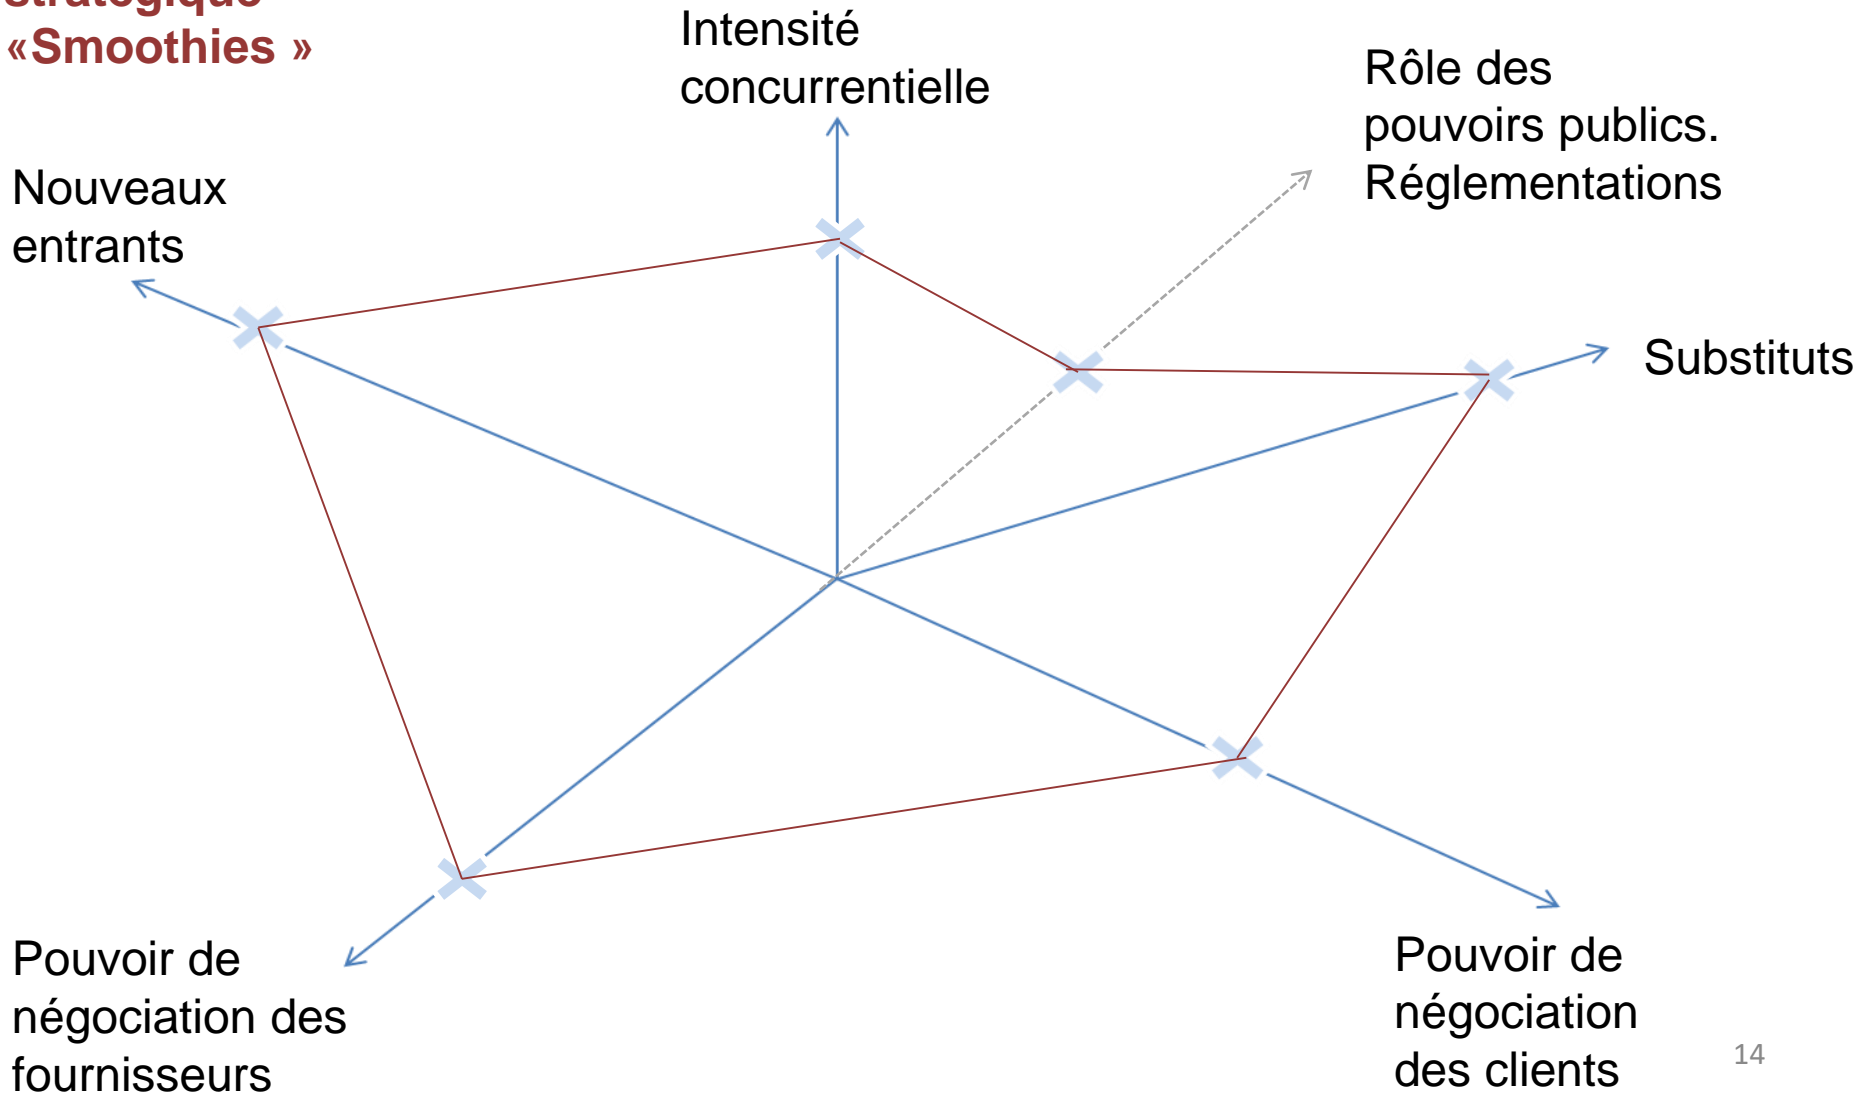 stratégique
«Smoothies »
Intensité
concurrentielle
Rôle des
pouvoirs publics.
Réglementations
Nouveaux
entrants
Substituts
Pouvoir de
négociation des
fournisseurs
Pouvoir de
négociation
des clients
14